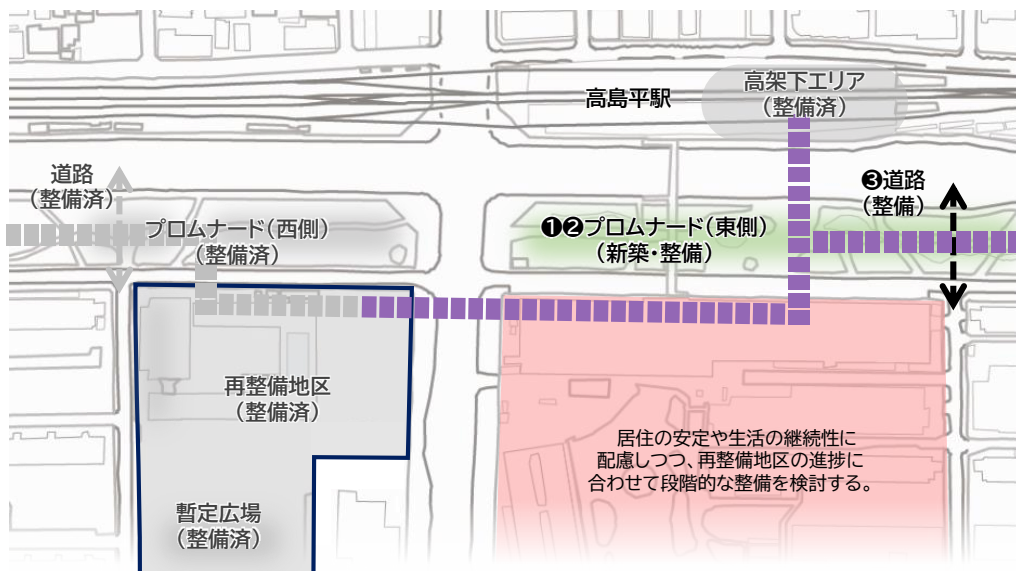 高島平駅
高架下エリア
（整備済）
道路
（整備済）
❸道路
（整備）
プロムナード（西側）
（整備済）
❶❷プロムナード（東側）
（新築・整備）
再整備地区
（整備済）
居住の安定や生活の継続性に
配慮しつつ、再整備地区の進捗に
合わせて段階的な整備を検討する。
暫定広場
（整備済）